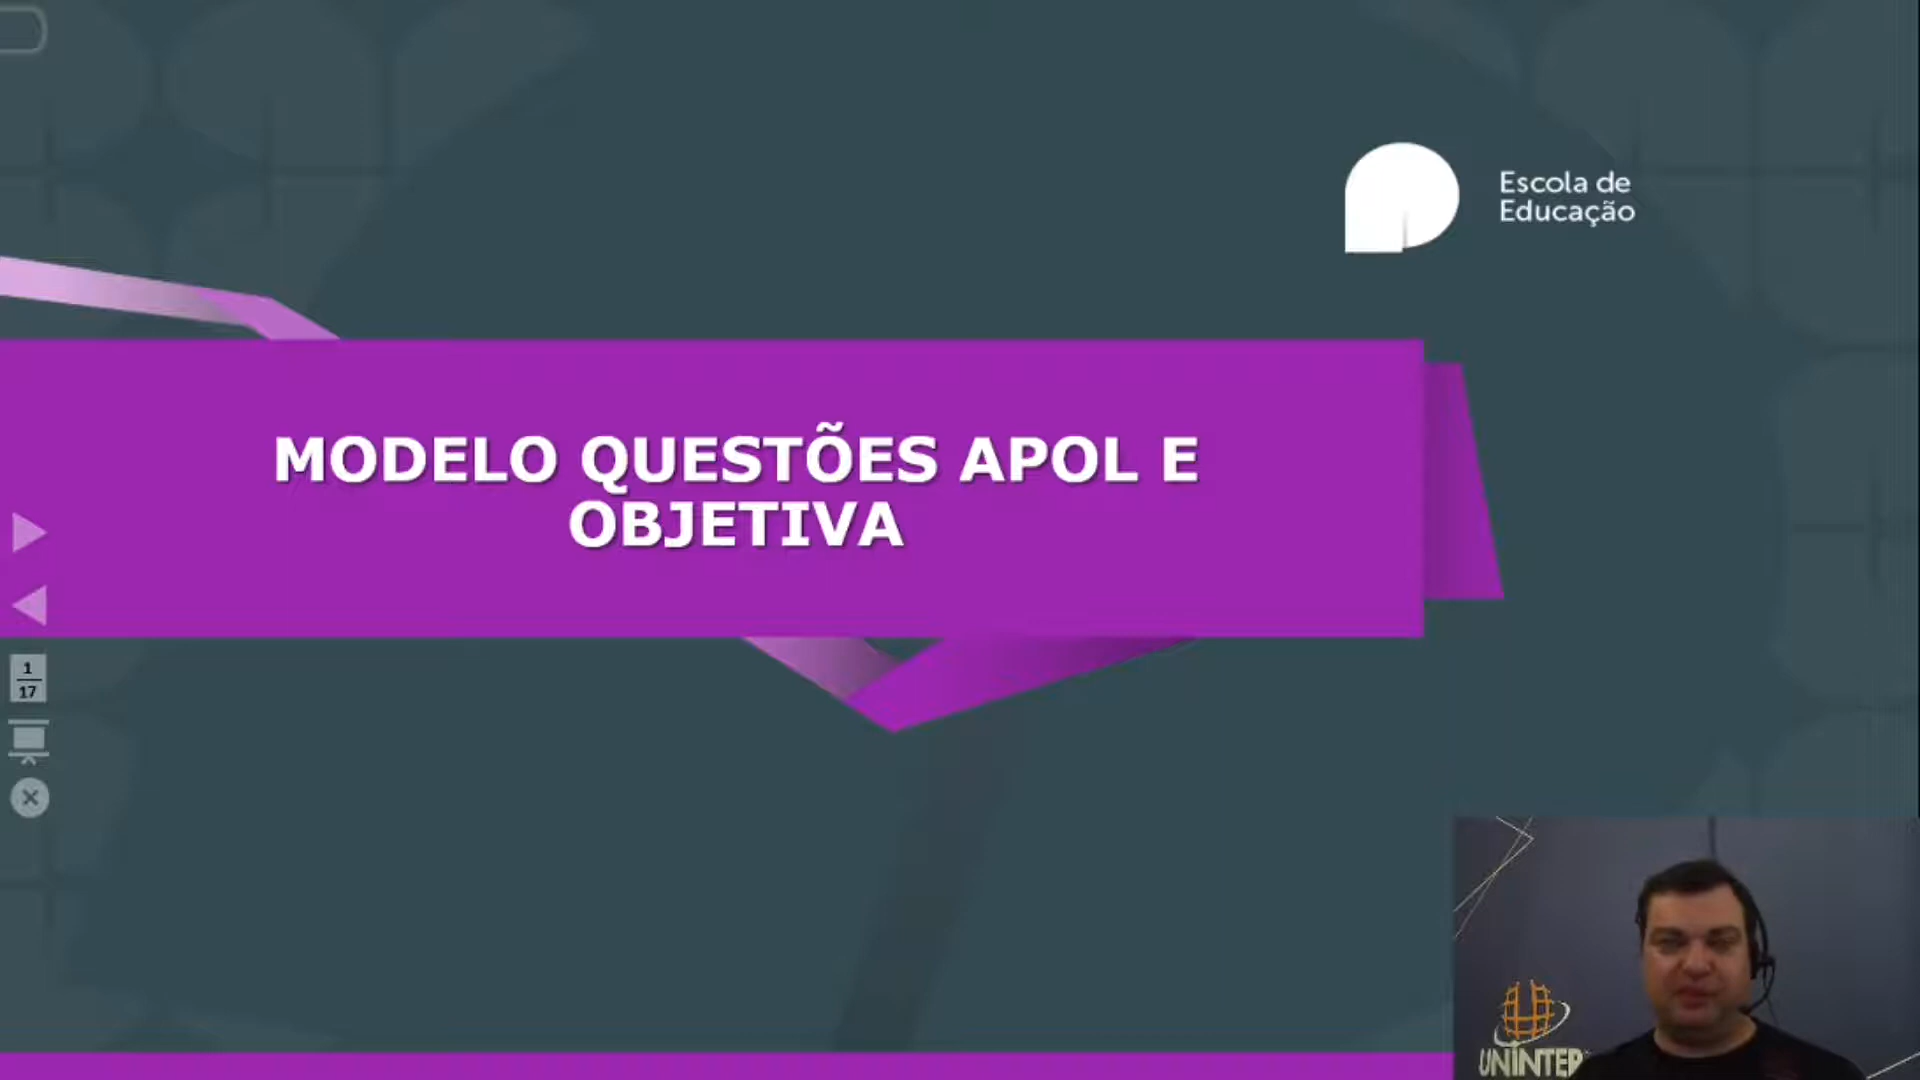 Escola de
Educação
MODELO QUESTÕES APOL E
OBJETIVA
1
17
UNINTER